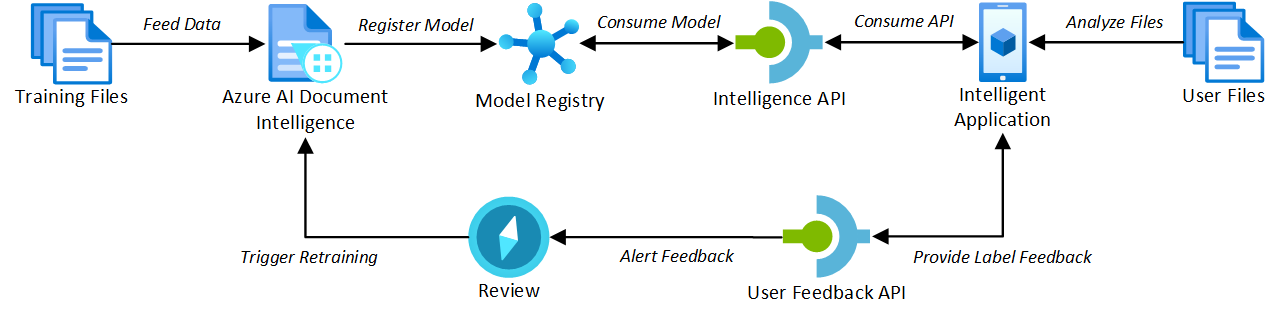 Feed Data
Register Model
Consume Model
Consume API
Analyze Files
Training Files
Azure AI Document
Intelligence
Model Registry
Intelligence API
Intelligent
Application
User Files
Trigger Retraining
Alert Feedback
Provide Label Feedback
Review
User Feedback API